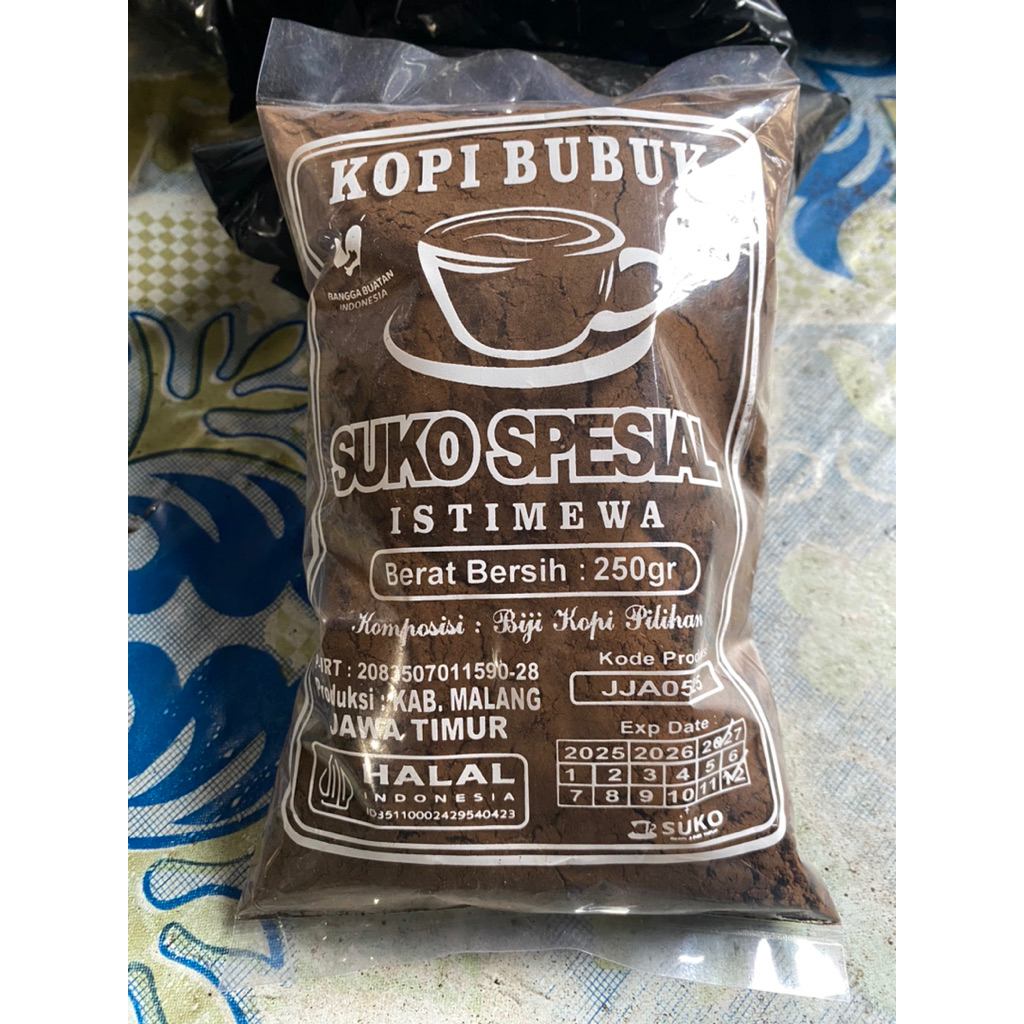 KOPI BUBUK
BANGGA BUATAN
INDONESIA
SUKO SPESIAL
ISTIMEWA
Berat Bersih : 250gr
Komposisi : Biji Kopi Pilihan
PIRT : 2083507011590-28
Produksi : KAB. MALANG
JAWA TIMUR
Kode Produksi
JJA055
Exp Date :
2025 2026 2027
1 2 3 4 5 6
7 8 9 10 11 12
HALAL
INDONESIA
ID35110002429540423
SUKO